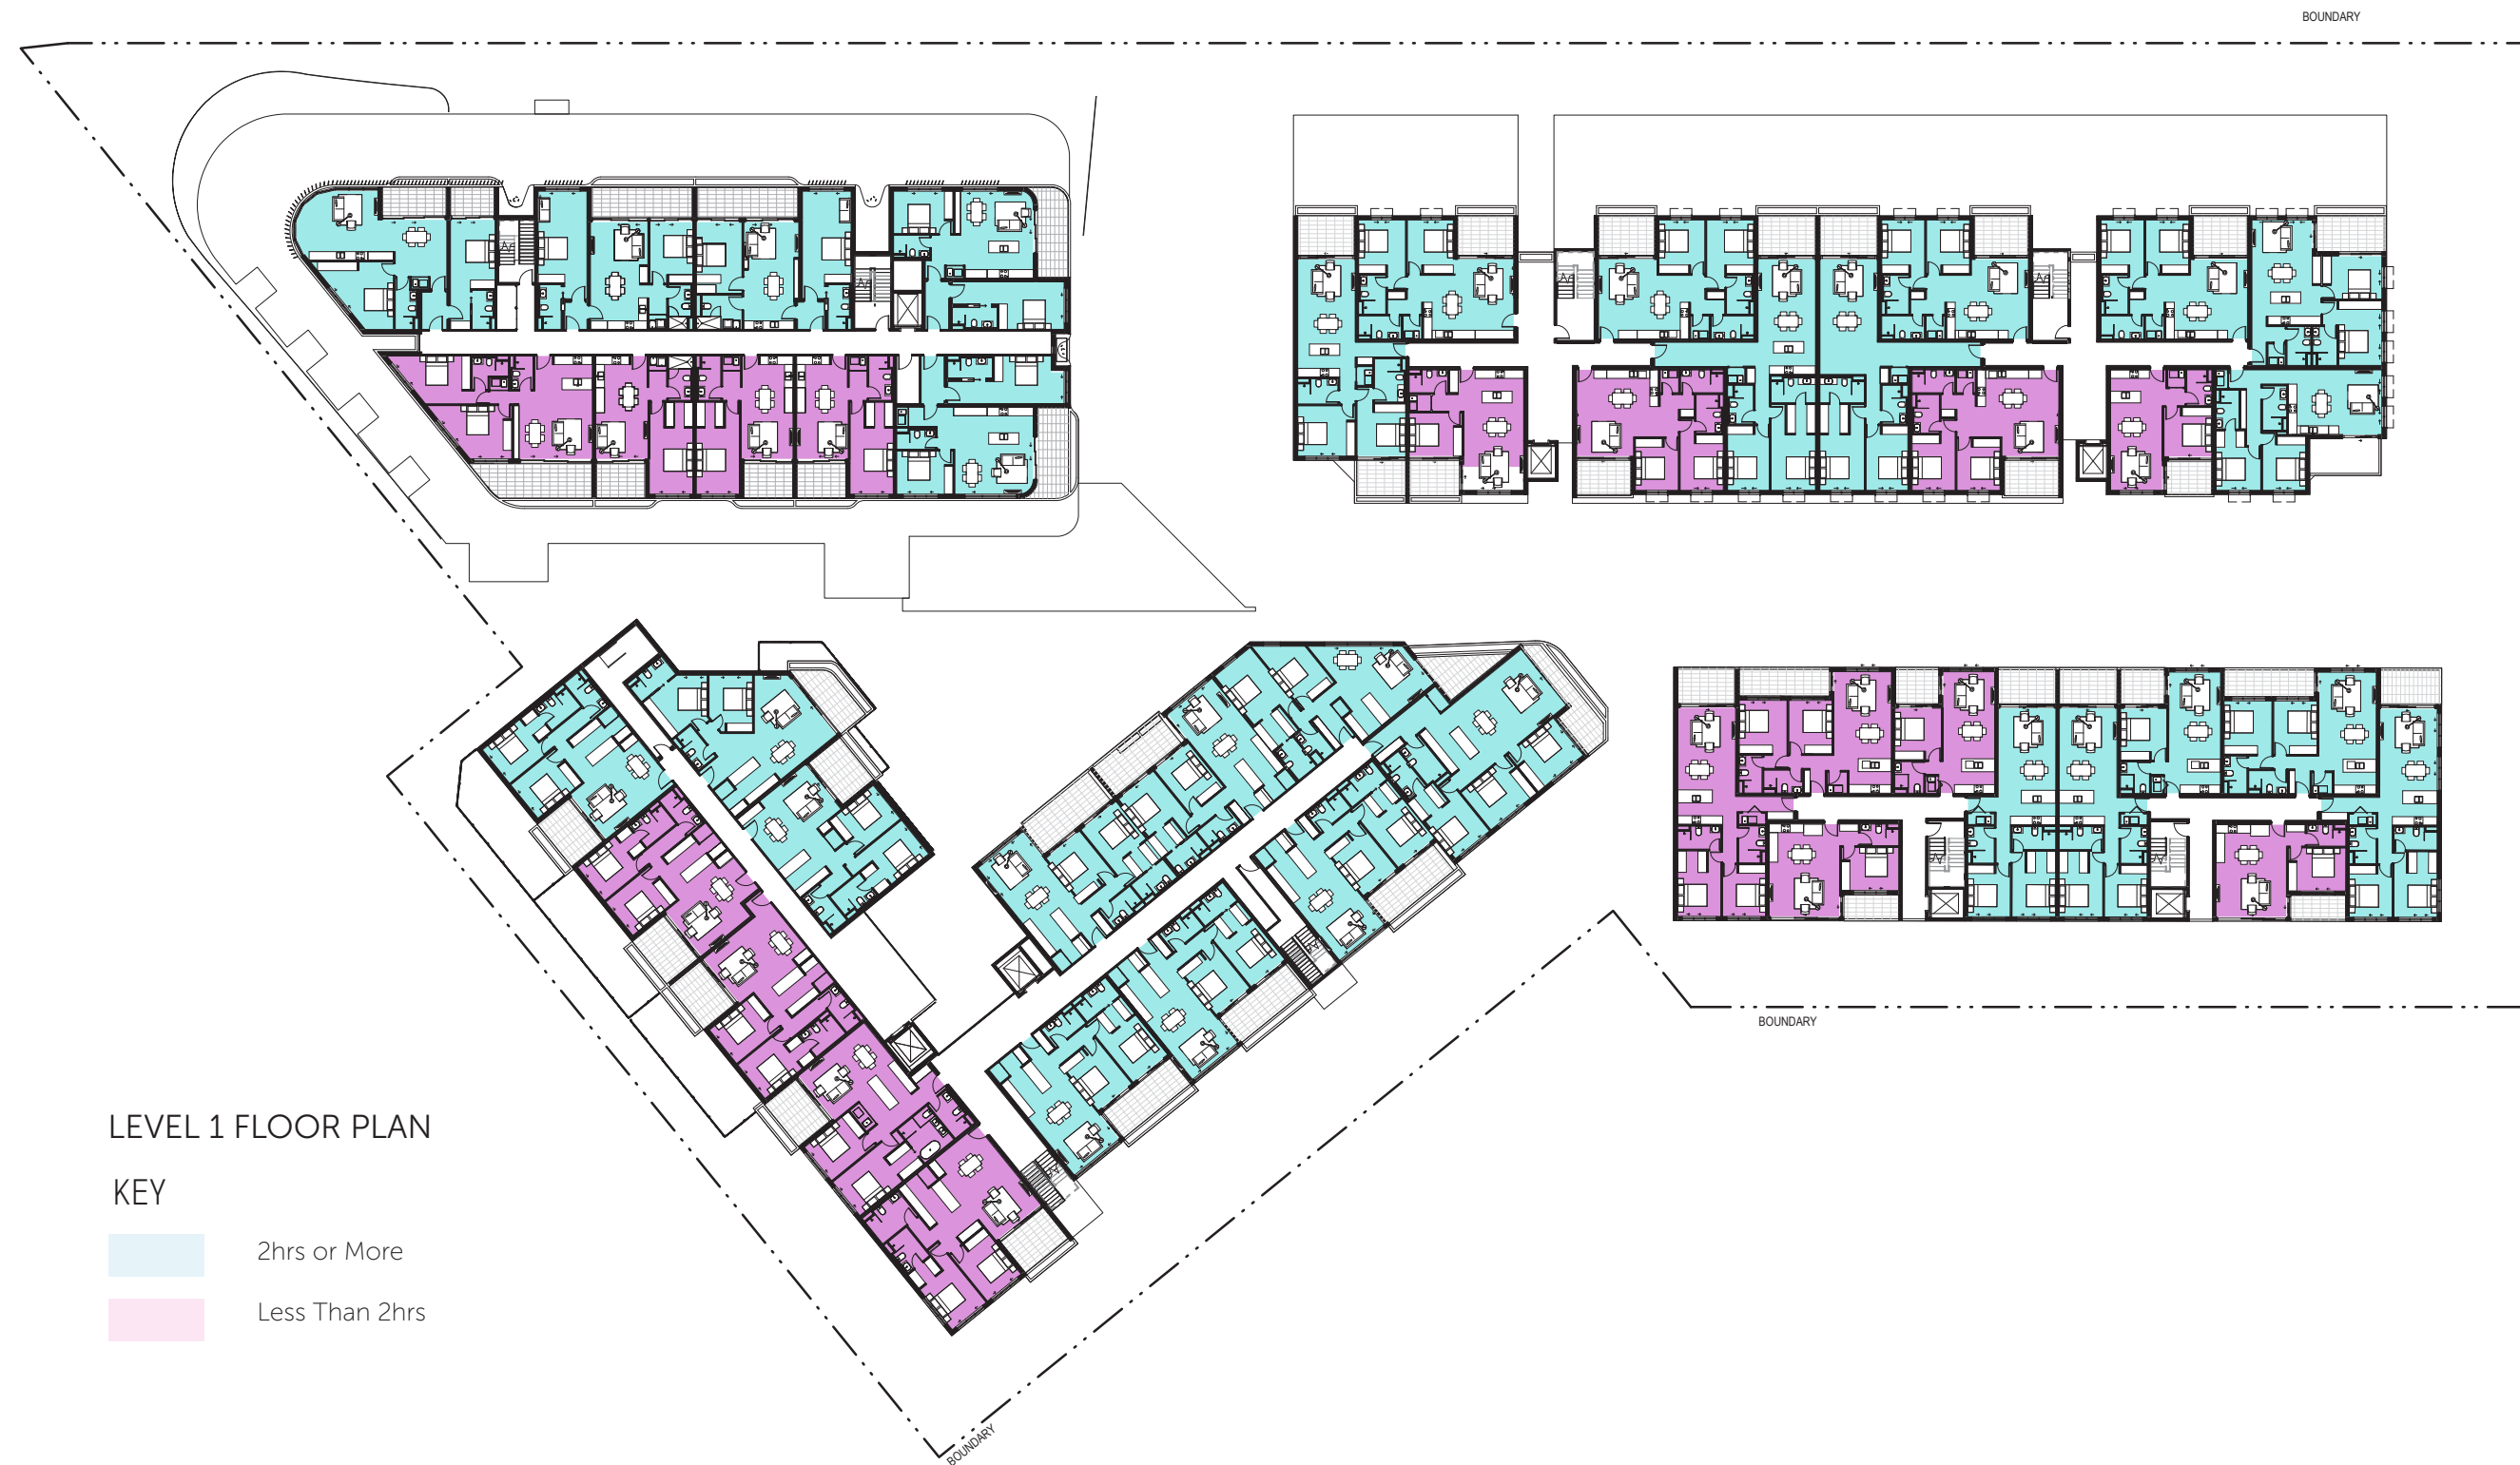 BOUNDARY
BOUNDARY
LEVEL 1 FLOOR PLAN
KEY
2hrs or More
Less Than 2hrs
BOUNDARY